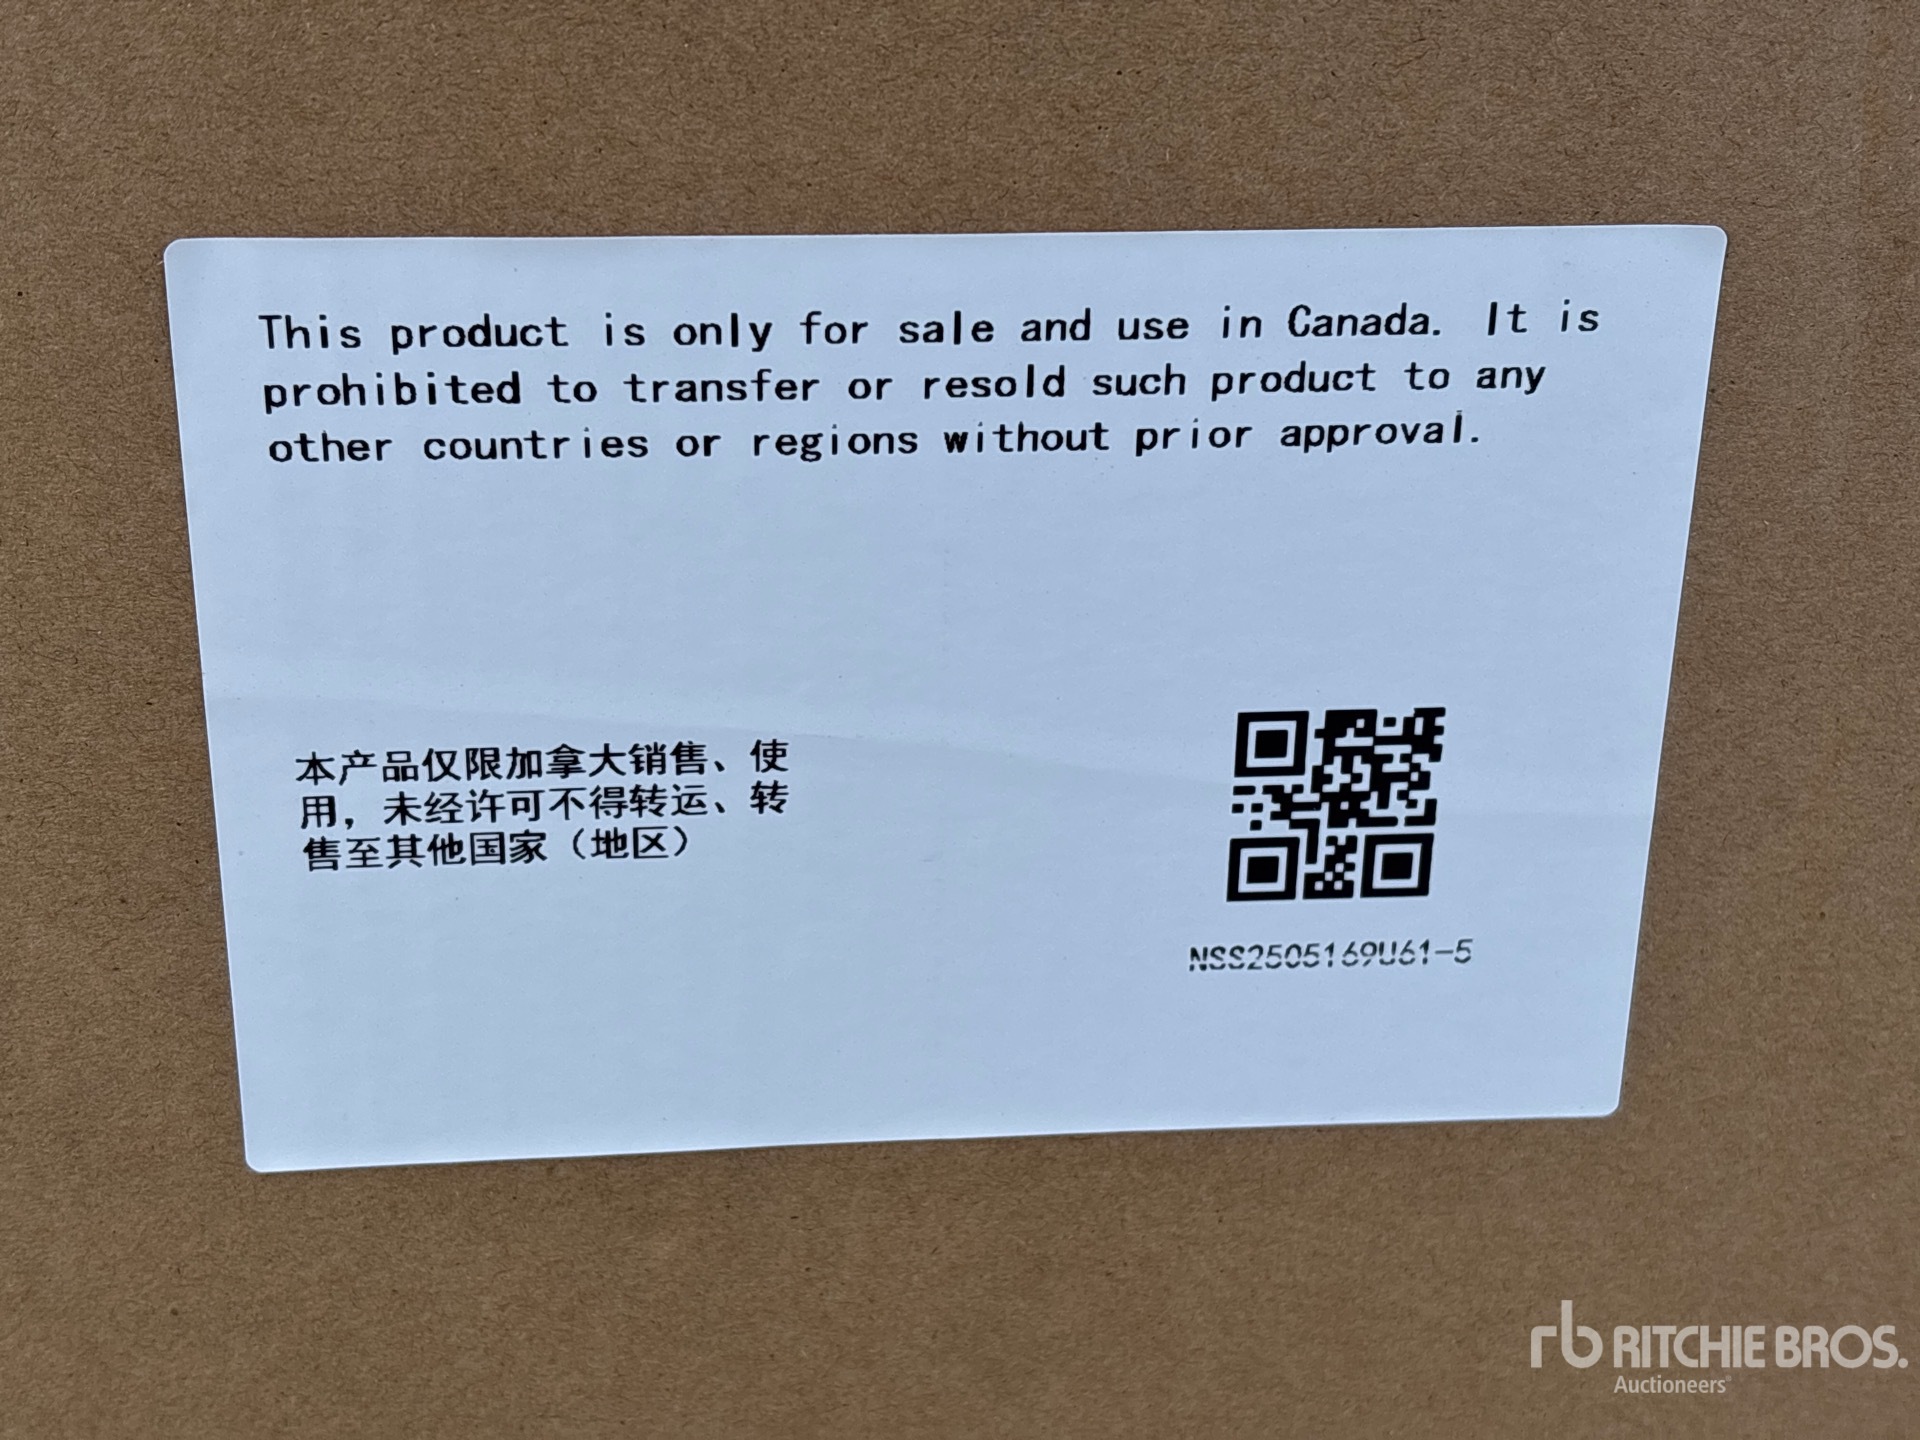 This product is only for sale and use in Canada. It is
prohibited to transfer or resold such product to any
other countries or regions without prior approval.
本产品仅限加拿大销售、使
用，未经许可不得转运、转
售至其他国家（地区）
NSS2505169U61-5
rb RITCHIE BROS.
Auctioneers